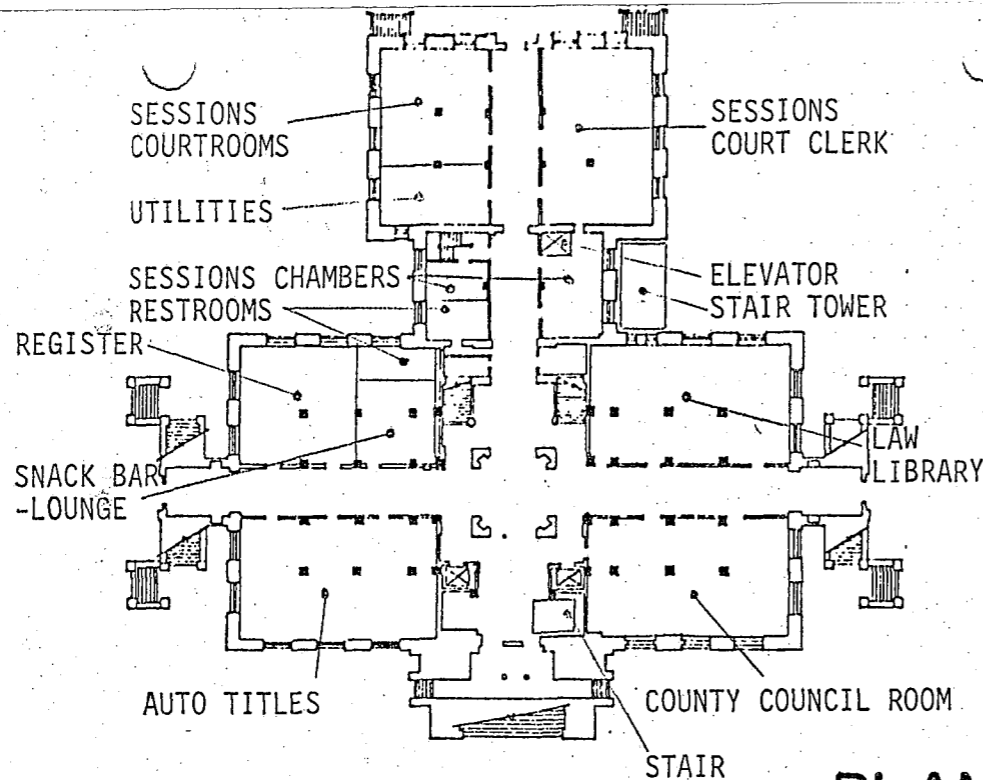 SESSIONS
COURTROOMS
SESSIONS
COURT CLERK
UTILITIES
SESSIONS CHAMBERS
RESTROOMS
ELEVATOR
STAIR TOWER
REGISTER
SNACK BAR
-LOUNGE
LAW
LIBRARY
AUTO TITLES
COUNTY COUNCIL ROOM
STAIR